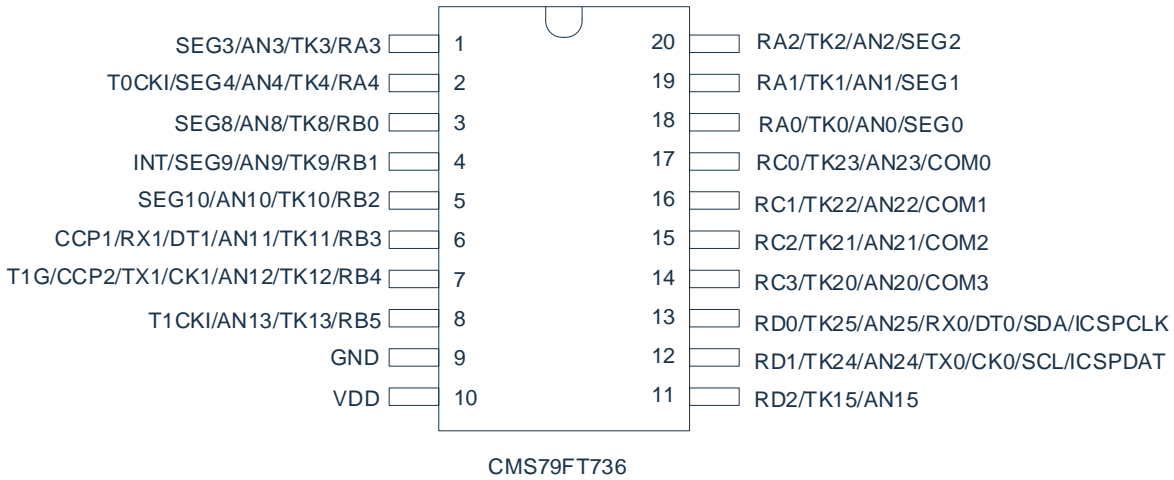 SEG3/AN3/TK3/RA3 1 20 RA2/TK2/AN2/SEG2
T0CKI/SEG4/AN4/TK4/RA4 2 19 RA1/TK1/AN1/SEG1
SEG8/AN8/TK8/RB0 3 18 RA0/TK0/AN0/SEG0
INT/SEG9/AN9/TK9/RB1 4 17 RC0/TK23/AN23/COM0
SEG10/AN10/TK10/RB2 5 16 RC1/TK22/AN22/COM1
CCP1/RX1/DT1/AN11/TK11/RB3 6 15 RC2/TK21/AN21/COM2
T1G/CCP2/TX1/CK1/AN12/TK12/RB4 7 14 RC3/TK20/AN20/COM3
T1CKI/AN13/TK13/RB5 8 13 RD0/TK25/AN25/RX0/DT0/SDA/ICSPCLK
GND 9 12 RD1/TK24/AN24/TX0/CK0/SCL/ICSPDAT
VDD 10 11 RD2/TK15/AN15
CMS79FT736